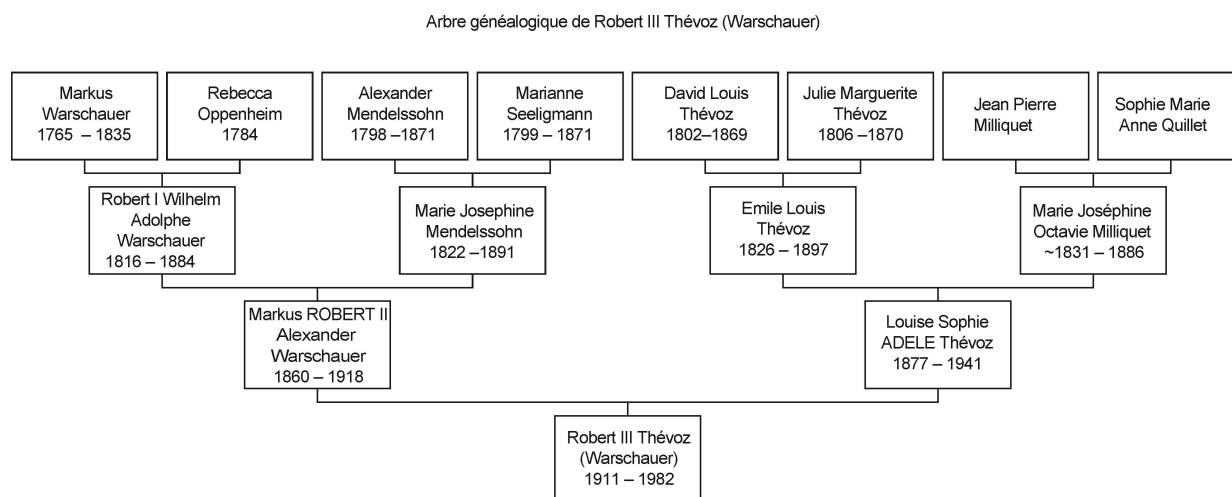 Arbre généalogique de Robert III Thévoz (Warschauer)
Markus
Warschauer
1765 – 1835
Rebecca
Oppenheim
1784
Alexander
Mendelssohn
1798 –1871
Marianne
Seeligmann
1799 – 1871
David Louis
Thévoz
1802–1869
Julie Marguerite
Thévoz
1806 – 1870
Jean Pierre
Milliquet
Sophie Marie
Anne Quillet
Robert I Wilhelm
Adolphe
Warschauer
1816 – 1884
Marie Josephine
Mendelssohn
1822 –1891
Emile Louis
Thévoz
1826 – 1897
Marie Joséphine
Octavie Milliquet
~1831 – 1886
Markus ROBERT II
Alexander
Warschauer
1860 – 1918
Louise Sophie
ADELE Thévoz
1877 – 1941
Robert III Thévoz
(Warschauer)
1911 – 1982